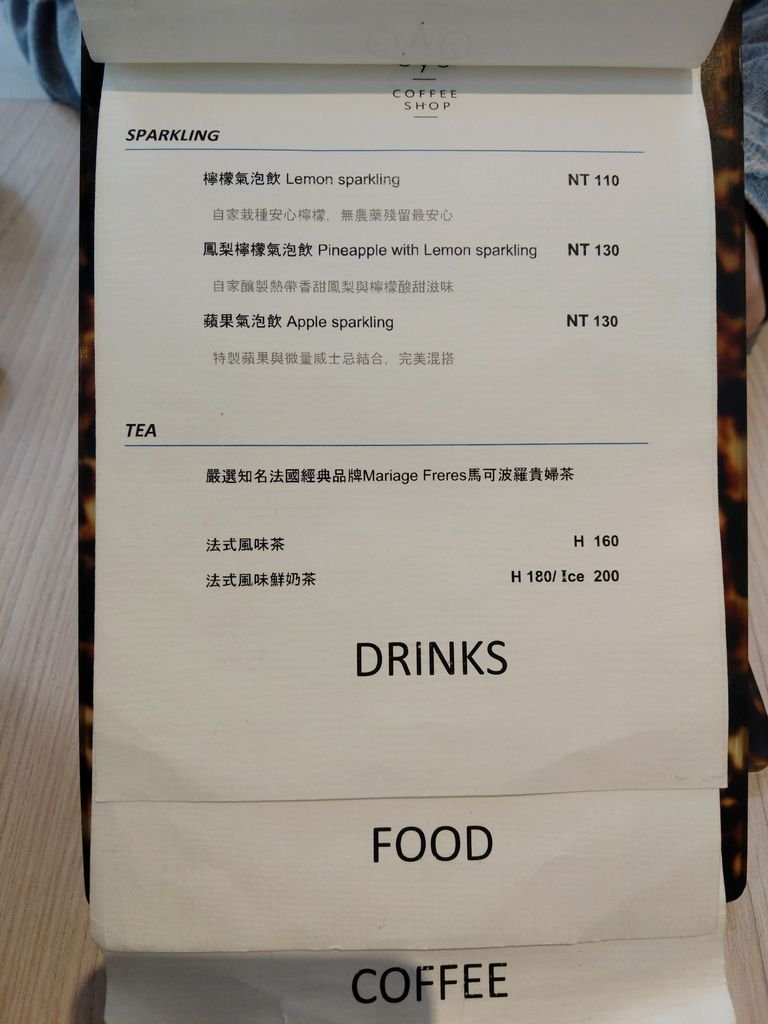 COFFEE
SHOP
SPARKLING
檸檬氣泡飲 Lemon sparkling NT 110
自家栽種安心檸檬，無農藥殘留最安心
鳳梨檸檬氣泡飲 Pineapple with Lemon sparkling NT 130
自家釀製熱帶香甜鳳梨與檸檬酸甜滋味
蘋果氣泡飲 Apple sparkling NT 130
特製蘋果與微量威士忌結合，完美混搭
TEA
嚴選知名法國經典品牌Mariage Freres馬可波羅貴婦茶
法式風味茶 H 160
法式風味鮮奶茶 H 180/ Ice 200
DRINKS
FOOD
COFFEE